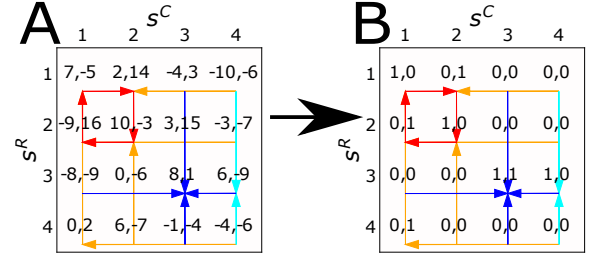 A
s^C
1 2 3 4
s^R
1 7,-5 2,14 -4,3 -10,-6
2 -9,16 10,-3 3,15 -3,-7
3 -8,-9 0,-6 8,1 6,-9
4 0,2 6,-7 -1,-4 -4,-6
B
s^C
1 2 3 4
s^R
1 1,0 0,1 0,0 0,0
2 0,1 1,0 0,0 0,0
3 0,0 0,0 1,1 1,0
4 0,1 0,0 0,0 0,0